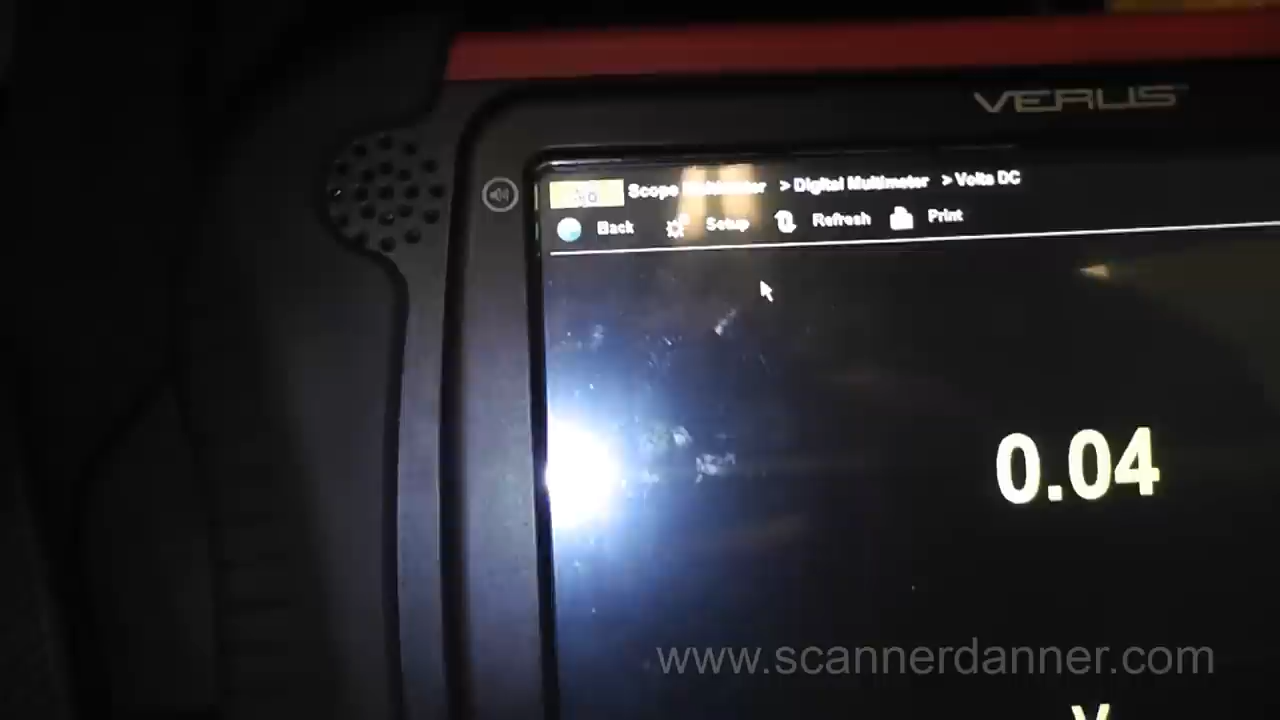 VERUS
Scope Multimeter > Digital Multimeter > Volts DC
Back Setup Refresh Print
0.04
V
www.scannerdanner.com